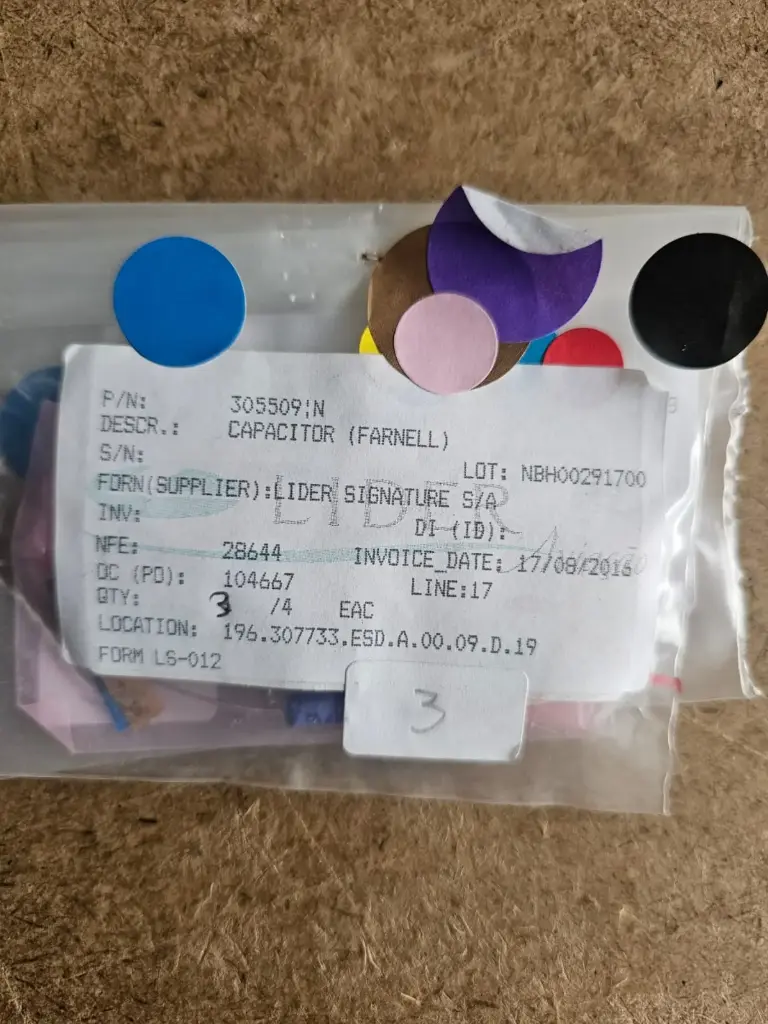 P/N: 305509¦N
DESCR.: CAPACITOR (FARNELL)
S/N: LOT: NBH00291700
FORN(SUPPLIER):LIDER SIGNATURE S/A
LIDER
INV: DI (ID):
NFE: 28644 INVOICE_DATE: 17/08/2016
OC (PO): 104667 LINE:17
QTY: 3 /4 EAC
LOCATION: 196.307733.ESD.A.00.09.D.19
FORM LS-012
3